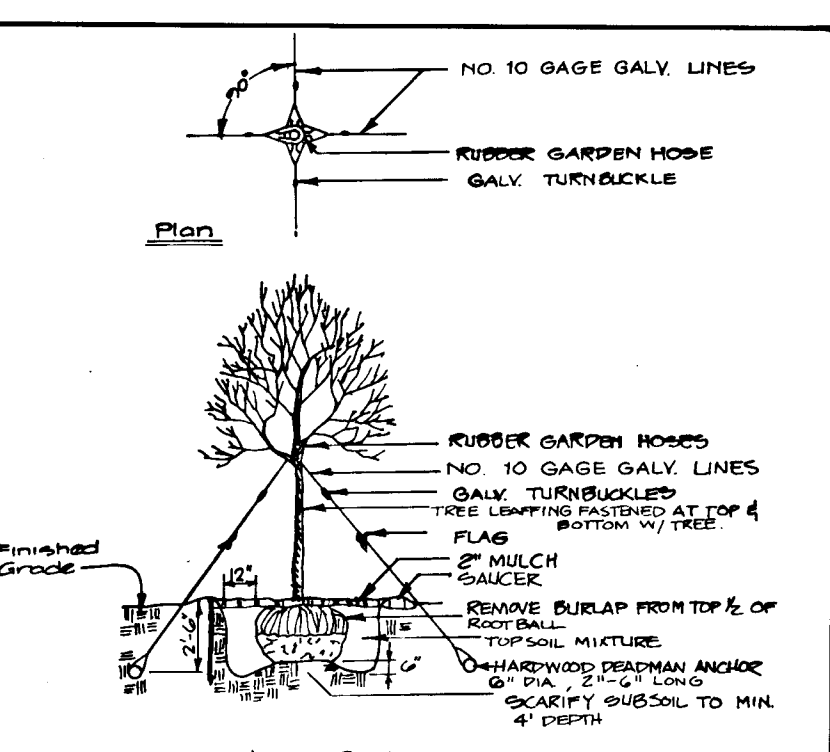 NO. 10 GAGE GALV. LINES
90°
RUBBER GARDEN HOSE
GALV. TURNBUCKLE
Plan
RUBBER GARDEN HOSES
NO. 10 GAGE GALV. LINES
GALV. TURNBUCKLES
TREE LEAFFING FASTENED AT TOP &
BOTTOM W/ TREE.
FLAG
Finished
Grade
12"
2" MULCH
SAUCER
REMOVE BURLAP FROM TOP 1/2 OF
ROOTBALL
TOPSOIL MIXTURE
2'-6"
6"
HARDWOOD DEADMAN ANCHOR
6" DIA., 2"-6" LONG
SCARIFY SUBSOIL TO MIN.
4' DEPTH